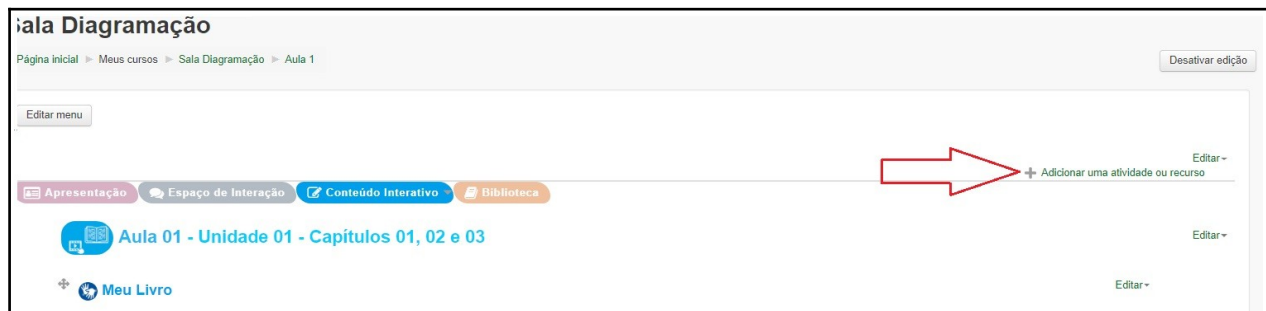 Sala Diagramação
Página inicial ▶ Meus cursos ▶ Sala Diagramação ▶ Aula 1
Desativar edição
Editar menu
Editar
Adicionar uma atividade ou recurso
Apresentação Espaço de Interação Conteúdo Interativo Biblioteca
Aula 01 - Unidade 01 - Capítulos 01, 02 e 03 Editar
Meu Livro Editar